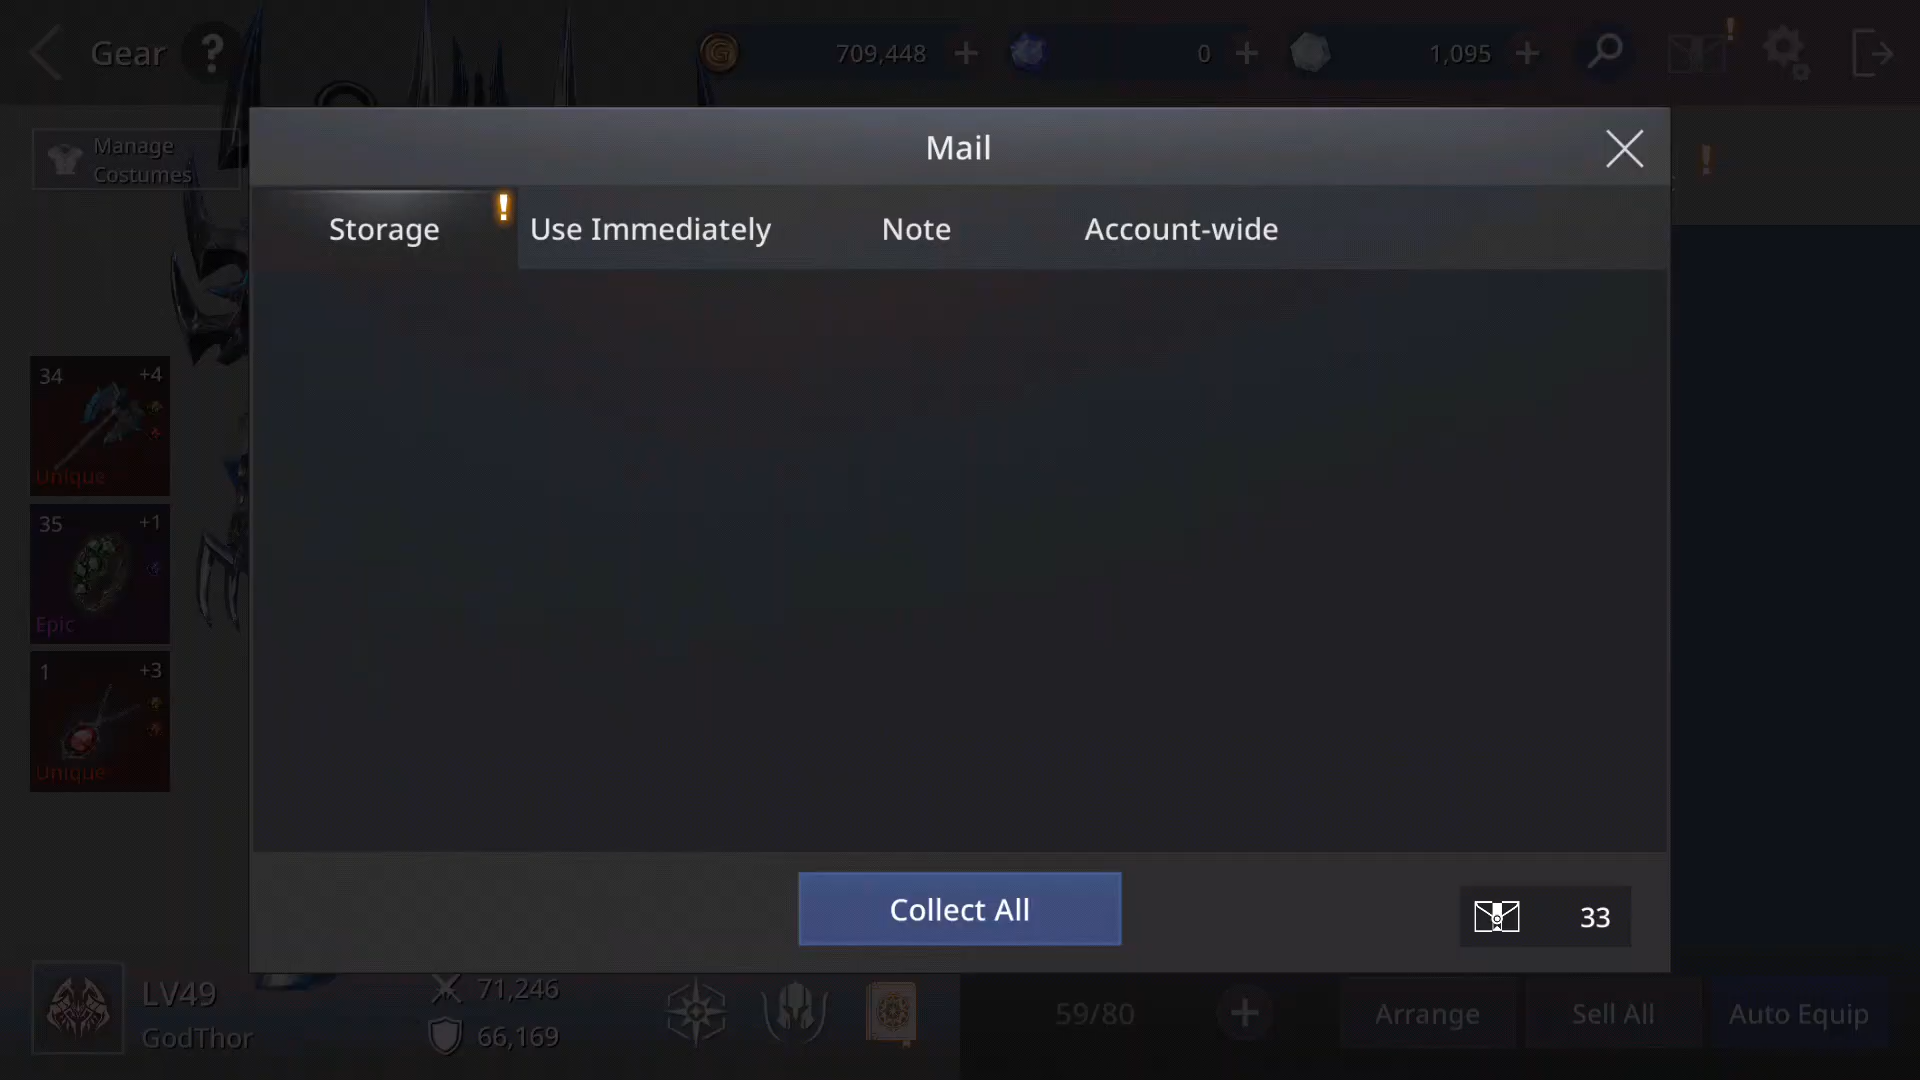 Gear ?
709,448 +
0 +
1,095 +
!
Manage
Costumes
Mail
!
Storage
!
Use Immediately
Note
Account-wide
34 +4
Unique
35 +1
Epic
1 +3
Unique
Collect All
33
LV49
GodThor
71,246
66,169
59/80
+
Arrange
Sell All
Auto Equip